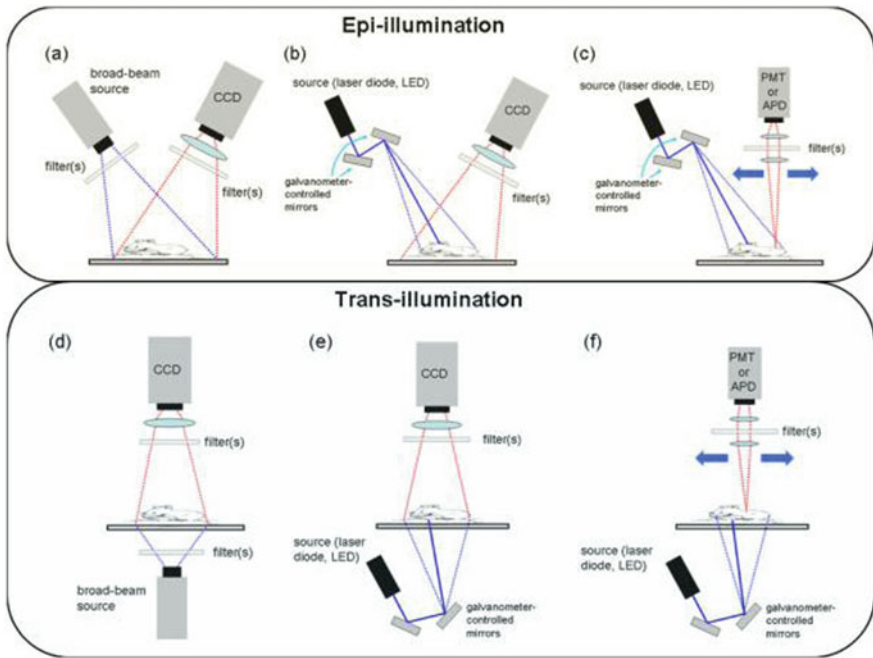 Epi-illumination
(a)
broad-beam
source
CCD
filter(s)
filter(s)
(b)
source (laser diode, LED)
CCD
galvanometer-
controlled
mirrors
filter(s)
(c)
source (laser diode, LED)
PMT
or
APD
filter(s)
galvanometer-
controlled
mirrors
Trans-illumination
(d)
CCD
filter(s)
filter(s)
broad-beam
source
(e)
CCD
filter(s)
source (laser
diode, LED)
galvanometer-
controlled
mirrors
(f)
PMT
or
APD
filter(s)
source (laser
diode, LED)
galvanometer-
controlled
mirrors